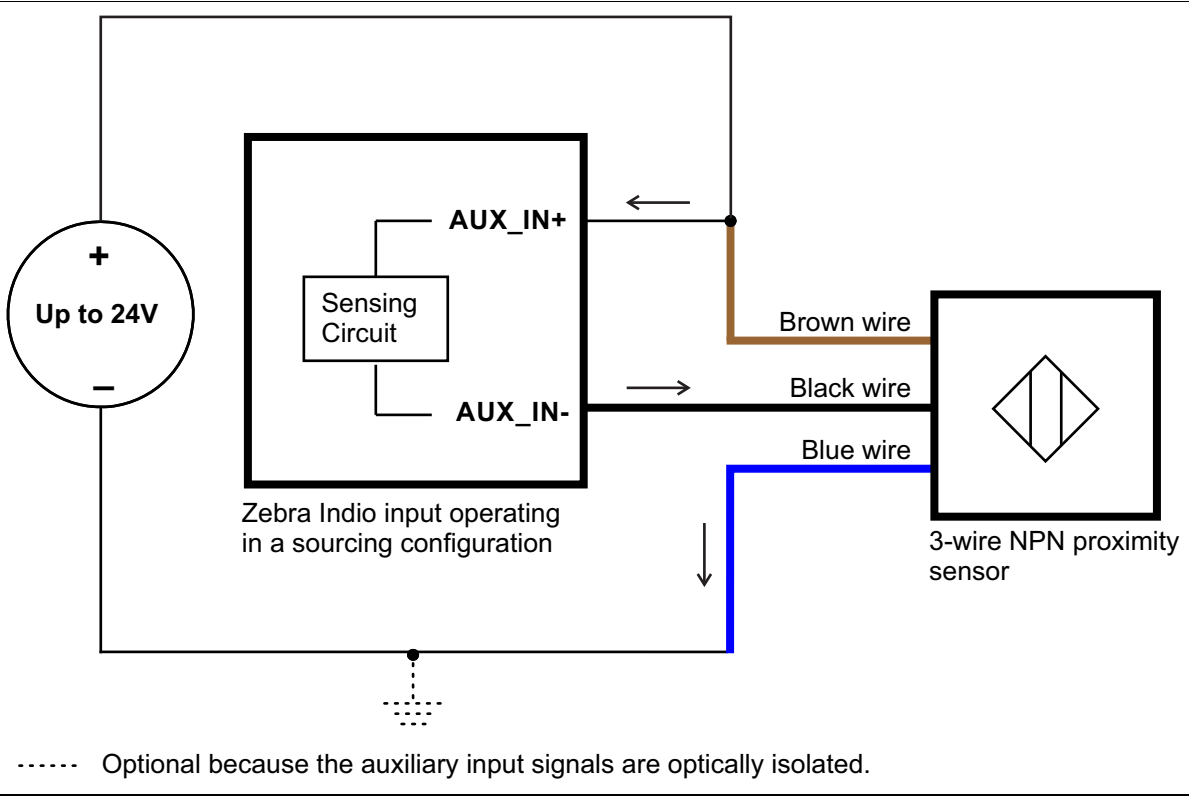 +
Up to 24V
–
AUX_IN+
Sensing
Circuit
AUX_IN-
Zebra Indio input operating
in a sourcing configuration
Brown wire
Black wire
Blue wire
3-wire NPN proximity
sensor
Optional because the auxiliary input signals are optically isolated.